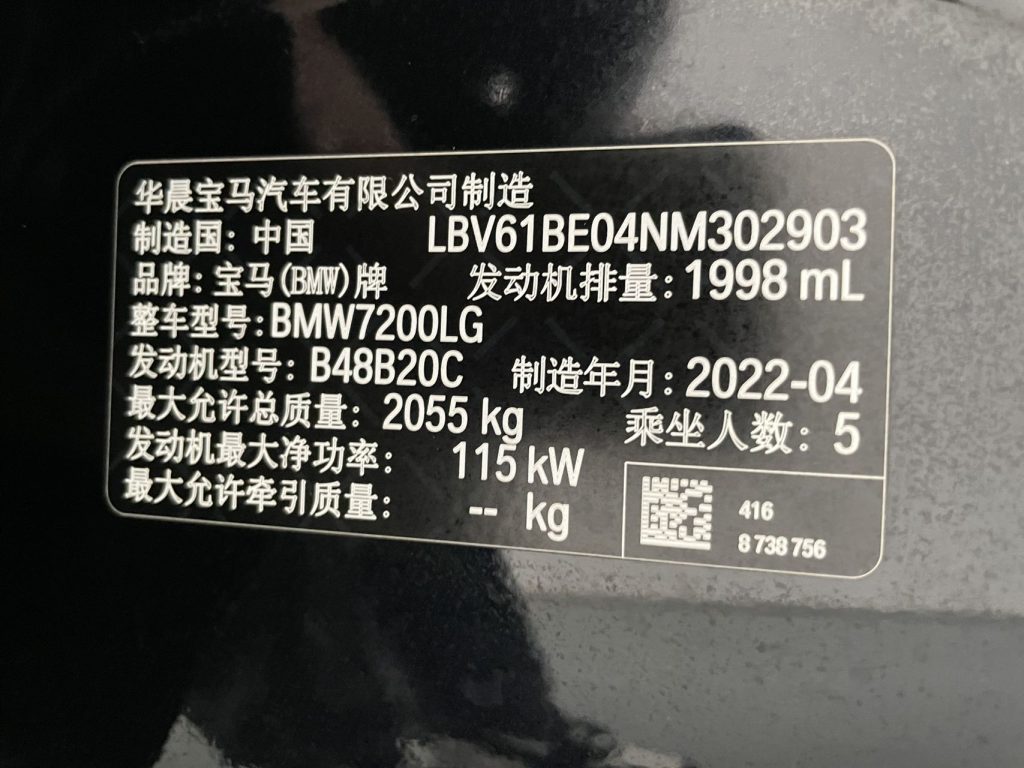 华晨宝马汽车有限公司制造
制造国: 中国 LBV61BE04NM302903
品牌: 宝马(BMW)牌 发动机排量: 1998 mL
整车型号: BMW7200LG
发动机型号: B48B20C 制造年月: 2022-04
最大允许总质量: 2055 kg 乘坐人数: 5
发动机最大净功率: 115 kW
最大允许牵引质量: -- kg
416
8 738 756